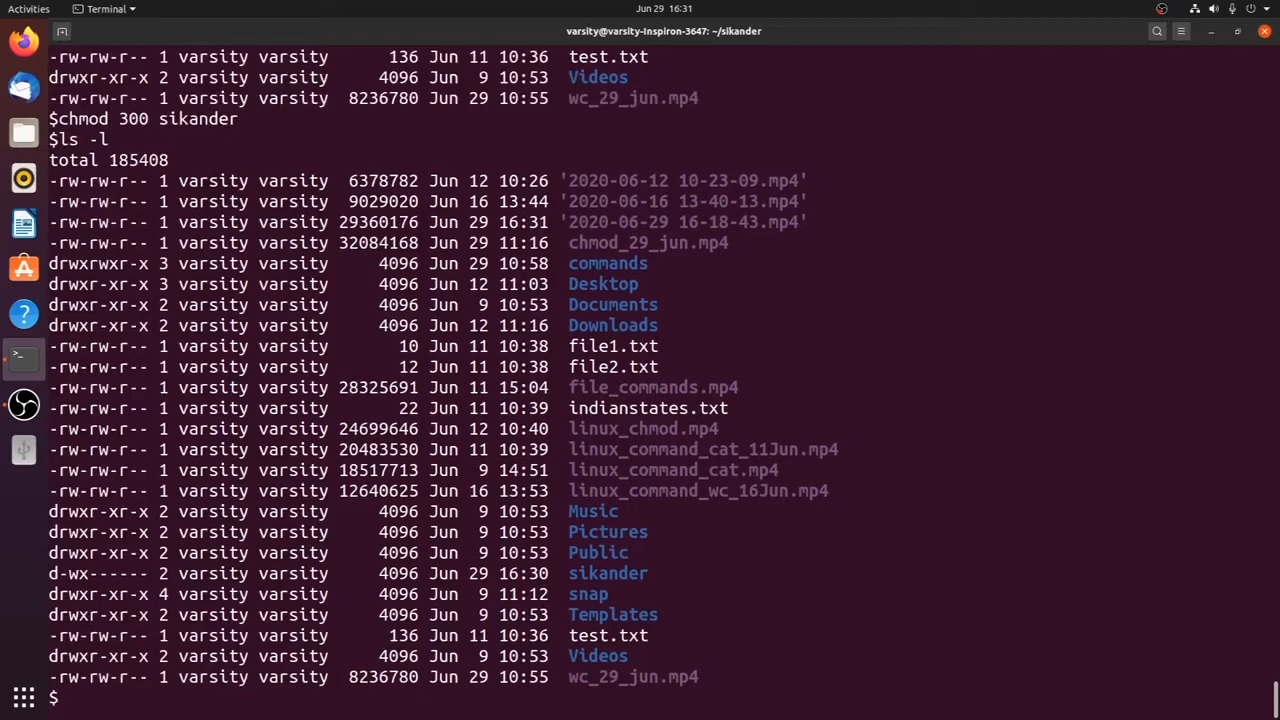 Activities
Terminal
Jun 29 16:31
varsity@varsity-Inspiron-3647: ~/sikander
-rw-rw-r-- 1 varsity varsity      136 Jun 11 10:36  test.txt
drwxr-xr-x 2 varsity varsity     4096 Jun  9 10:53  Videos
-rw-rw-r-- 1 varsity varsity  8236780 Jun 29 10:55  wc_29_jun.mp4
$chmod 300 sikander
$ls -l
total 185408
-rw-rw-r-- 1 varsity varsity  6378782 Jun 12 10:26 '2020-06-12 10-23-09.mp4'
-rw-rw-r-- 1 varsity varsity  9029020 Jun 16 13:44 '2020-06-16 13-40-13.mp4'
-rw-rw-r-- 1 varsity varsity 29360176 Jun 29 16:31 '2020-06-29 16-18-43.mp4'
-rw-rw-r-- 1 varsity varsity 32084168 Jun 29 11:16  chmod_29_jun.mp4
drwxrwxr-x 3 varsity varsity     4096 Jun 29 10:58  commands
drwxr-xr-x 3 varsity varsity     4096 Jun 12 11:03  Desktop
drwxr-xr-x 2 varsity varsity     4096 Jun  9 10:53  Documents
drwxr-xr-x 2 varsity varsity     4096 Jun 12 11:16  Downloads
-rw-rw-r-- 1 varsity varsity       10 Jun 11 10:38  file1.txt
-rw-rw-r-- 1 varsity varsity       12 Jun 11 10:38  file2.txt
-rw-rw-r-- 1 varsity varsity 28325691 Jun 11 15:04  file_commands.mp4
-rw-rw-r-- 1 varsity varsity       22 Jun 11 10:39  indianstates.txt
-rw-rw-r-- 1 varsity varsity 24699646 Jun 12 10:40  linux_chmod.mp4
-rw-rw-r-- 1 varsity varsity 20483530 Jun 11 10:39  linux_command_cat_11Jun.mp4
-rw-rw-r-- 1 varsity varsity 18517713 Jun  9 14:51  linux_command_cat.mp4
-rw-rw-r-- 1 varsity varsity 12640625 Jun 16 13:53  linux_command_wc_16Jun.mp4
drwxr-xr-x 2 varsity varsity     4096 Jun  9 10:53  Music
drwxr-xr-x 2 varsity varsity     4096 Jun  9 10:53  Pictures
drwxr-xr-x 2 varsity varsity     4096 Jun  9 10:53  Public
d-wx------ 2 varsity varsity     4096 Jun 29 16:30  sikander
drwxr-xr-x 4 varsity varsity     4096 Jun  9 11:12  snap
drwxr-xr-x 2 varsity varsity     4096 Jun  9 10:53  Templates
-rw-rw-r-- 1 varsity varsity      136 Jun 11 10:36  test.txt
drwxr-xr-x 2 varsity varsity     4096 Jun  9 10:53  Videos
-rw-rw-r-- 1 varsity varsity  8236780 Jun 29 10:55  wc_29_jun.mp4
$